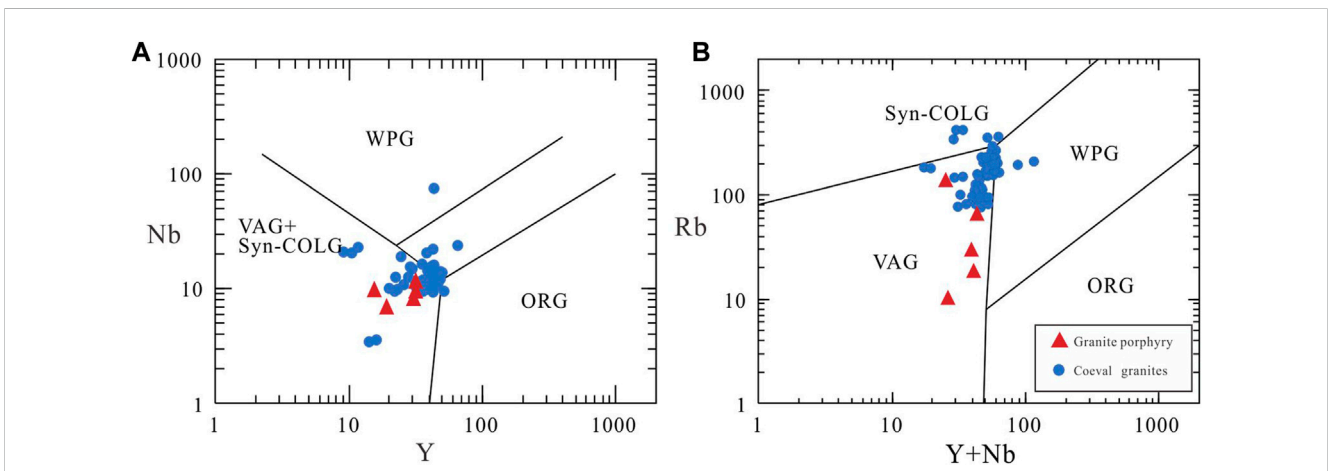 A
1000
100
10
1
Nb
WPG
VAG+
Syn-COLG
ORG
1
10
100
1000
Y
B
1000
100
10
1
Rb
Syn-COLG
WPG
VAG
ORG
Granite porphyry
Coeval granites
1
10
100
1000
Y+Nb